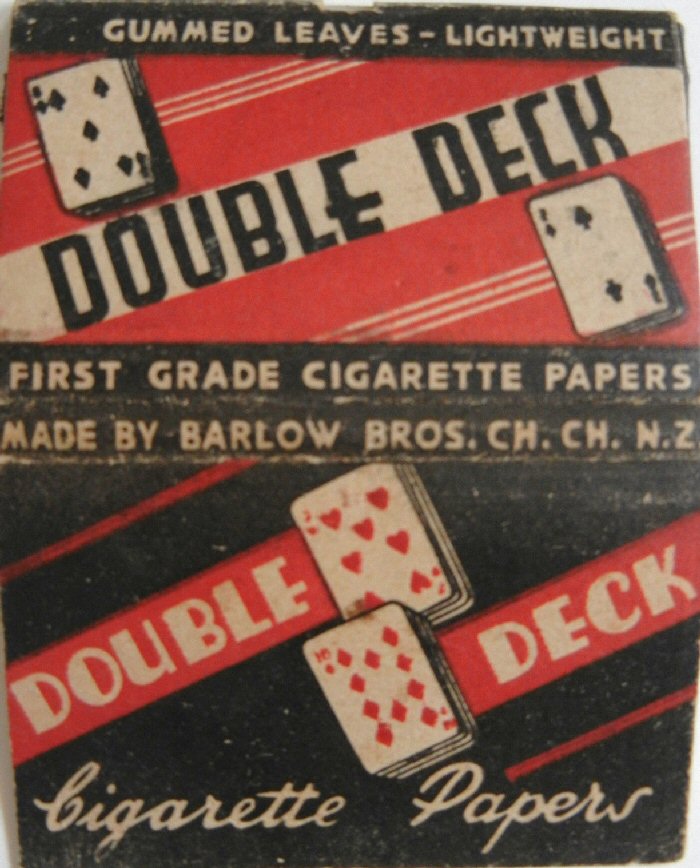 GUMMED LEAVES - LIGHTWEIGHT
DOUBLE DECK
FIRST GRADE CIGARETTE PAPERS
MADE BY BARLOW BROS. CH. CH. N.Z
DOUBLE DECK
Cigarette Papers